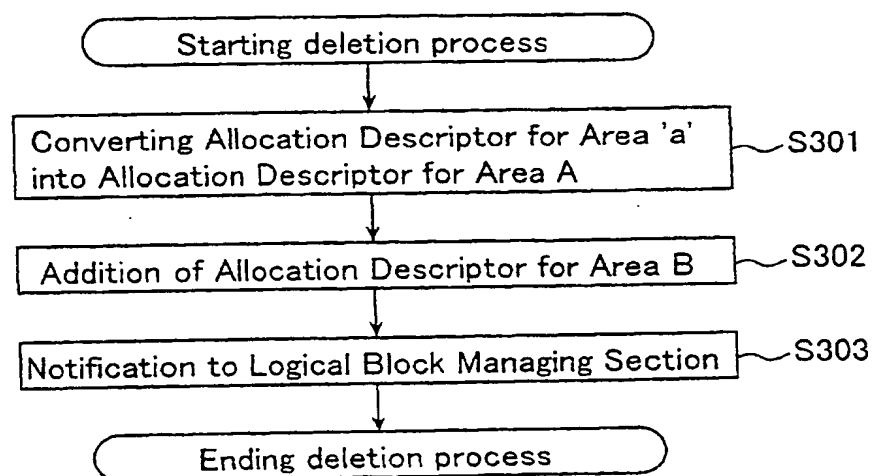 Starting deletion process
Converting Allocation Descriptor for Area 'a'
into Allocation Descriptor for Area A
S301
Addition of Allocation Descriptor for Area B
S302
Notification to Logical Block Managing Section
S303
Ending deletion process